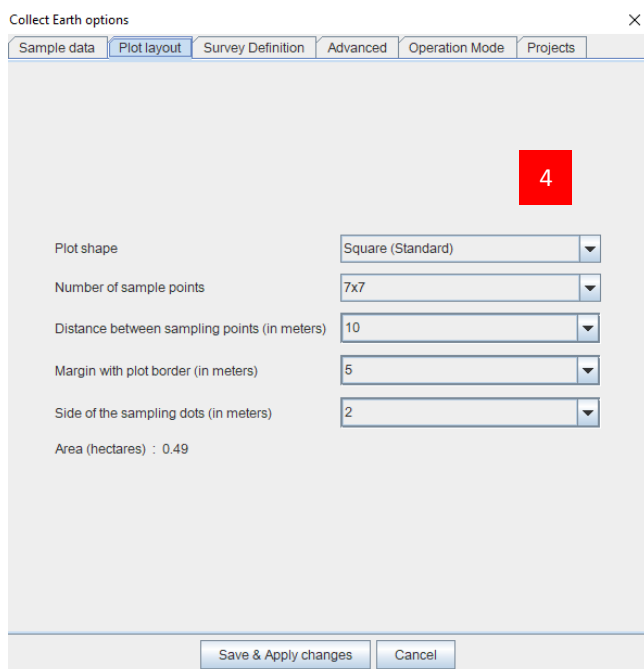 Collect Earth options
Sample data Plot layout Survey Definition Advanced Operation Mode Projects
4
Plot shape Square (Standard)
Number of sample points 7x7
Distance between sampling points (in meters) 10
Margin with plot border (in meters) 5
Side of the sampling dots (in meters) 2
Area (hectares) : 0.49
Save & Apply changes Cancel